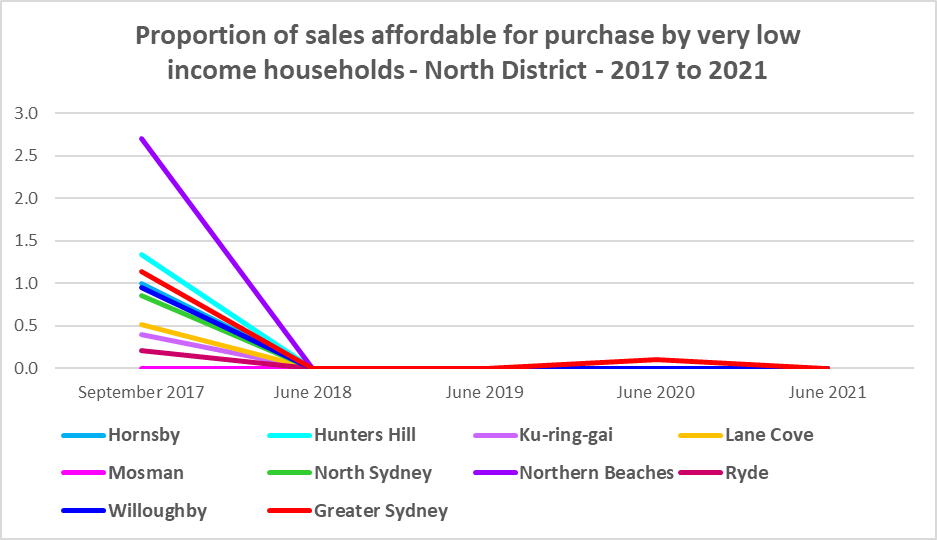 Proportion of sales affordable for purchase by very low
income households - North District - 2017 to 2021
3.0
2.5
2.0
1.5
1.0
0.5
0.0
September 2017 June 2018 June 2019 June 2020 June 2021
Hornsby Hunters Hill Ku-ring-gai Lane Cove
Mosman North Sydney Northern Beaches Ryde
Willoughby Greater Sydney